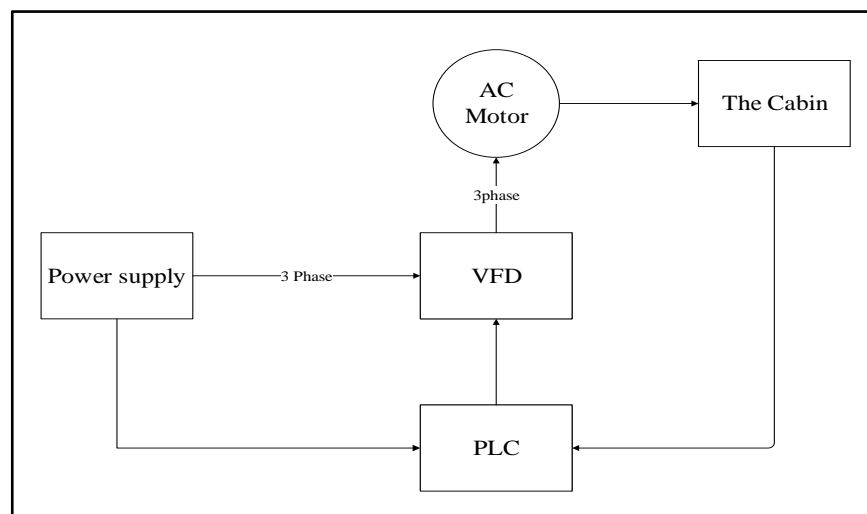 AC
Motor
The Cabin
3phase
Power supply
3 Phase
VFD
PLC